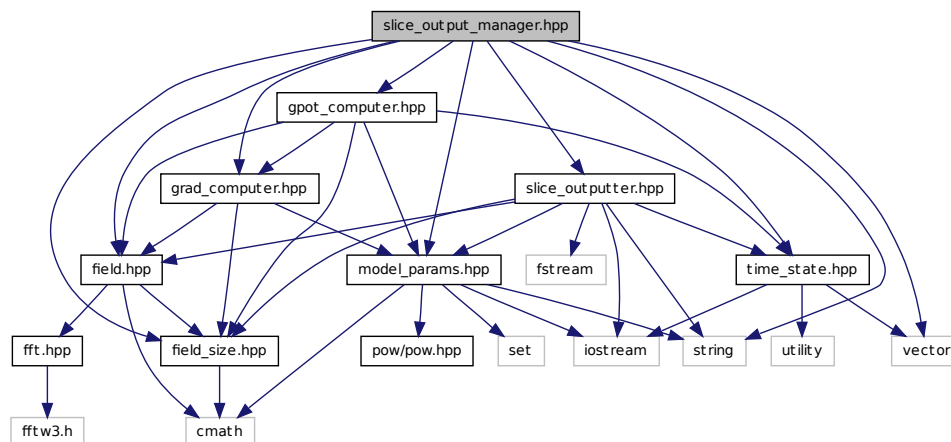 slice_output_manager.hpp
gpot_computer.hpp
grad_computer.hpp
slice_outputter.hpp
field.hpp
model_params.hpp
fstream
time_state.hpp
fft.hpp
field_size.hpp
pow/pow.hpp
set
iostream
string
utility
vector
fftw3.h
cmath